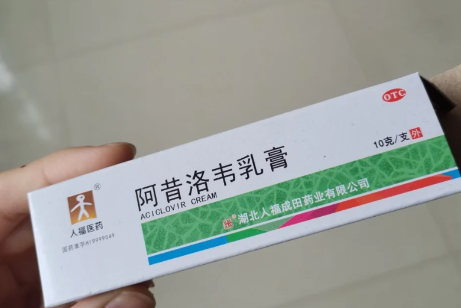 OTC
10克/支 外
阿昔洛韦乳膏
ACICLOVIR CREAM
®
人福医药
湖北人福成田药业有限公司